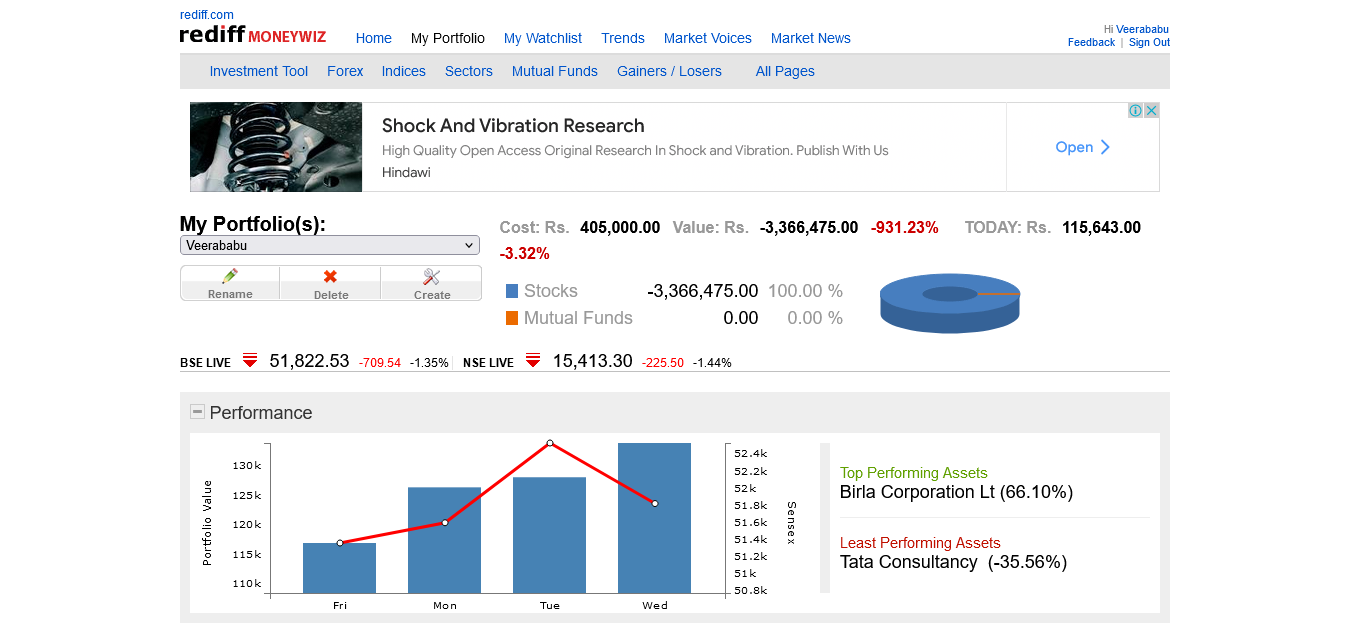 rediff.com
rediff MONEYWIZ Home My Portfolio My Watchlist Trends Market Voices Market News
Hi Veerababu
Feedback | Sign Out
Investment Tool Forex Indices Sectors Mutual Funds Gainers / Losers All Pages
Shock And Vibration Research
High Quality Open Access Original Research In Shock and Vibration. Publish With Us
Hindawi
Open
My Portfolio(s):
Veerababu
Rename Delete Create
Cost: Rs. 405,000.00 Value: Rs. -3,366,475.00 -931.23% TODAY: Rs. 115,643.00
-3.32%
Stocks -3,366,475.00 100.00 %
Mutual Funds 0.00 0.00 %
BSE LIVE 51,822.53 -709.54 -1.35% NSE LIVE 15,413.30 -225.50 -1.44%
Performance
Portfolio Value
130k
125k
120k
115k
110k
Fri Mon Tue Wed
52.4k
52.2k
52k
51.8k
51.6k
51.4k
51.2k
51k
50.8k
Sensex
Top Performing Assets
Birla Corporation Lt (66.10%)
Least Performing Assets
Tata Consultancy (-35.56%)